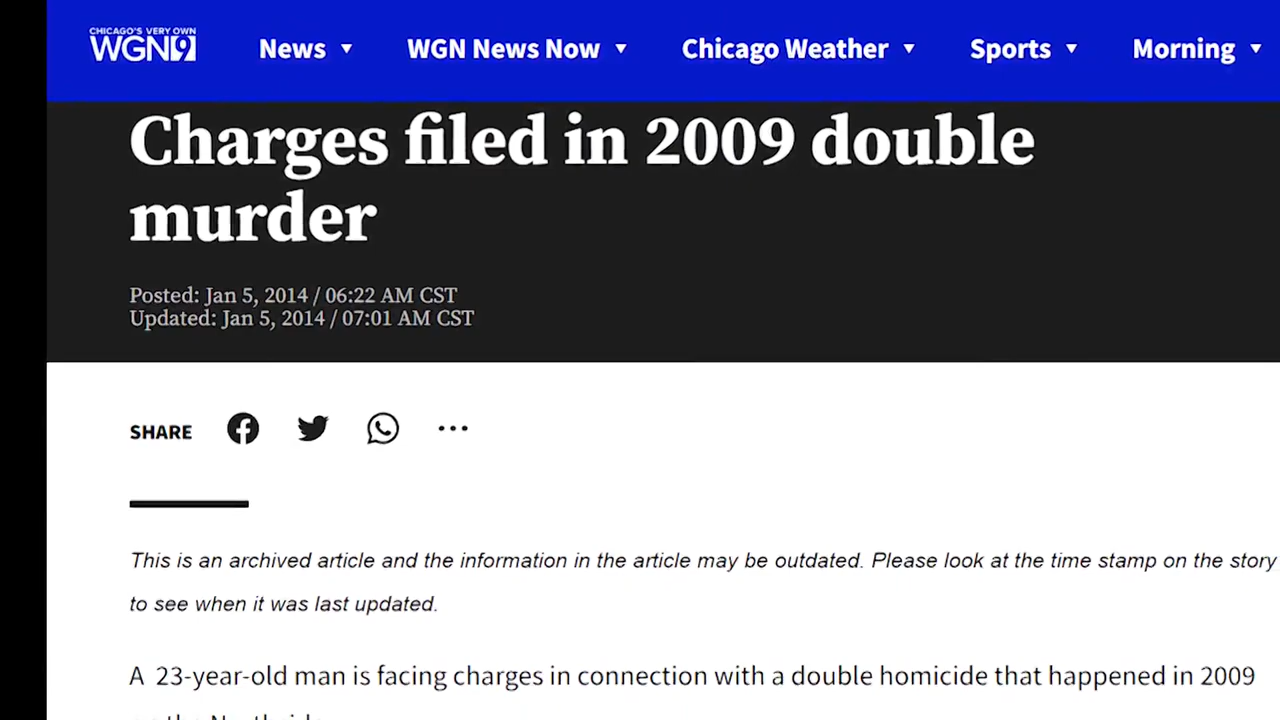 CHICAGO'S VERY OWN
WGN9
News ▼ WGN News Now ▼ Chicago Weather ▼ Sports ▼ Morning ▼
Charges filed in 2009 double
murder
Posted: Jan 5, 2014 / 06:22 AM CST
Updated: Jan 5, 2014 / 07:01 AM CST
SHARE
This is an archived article and the information in the article may be outdated. Please look at the time stamp on the story
to see when it was last updated.
A 23-year-old man is facing charges in connection with a double homicide that happened in 2009